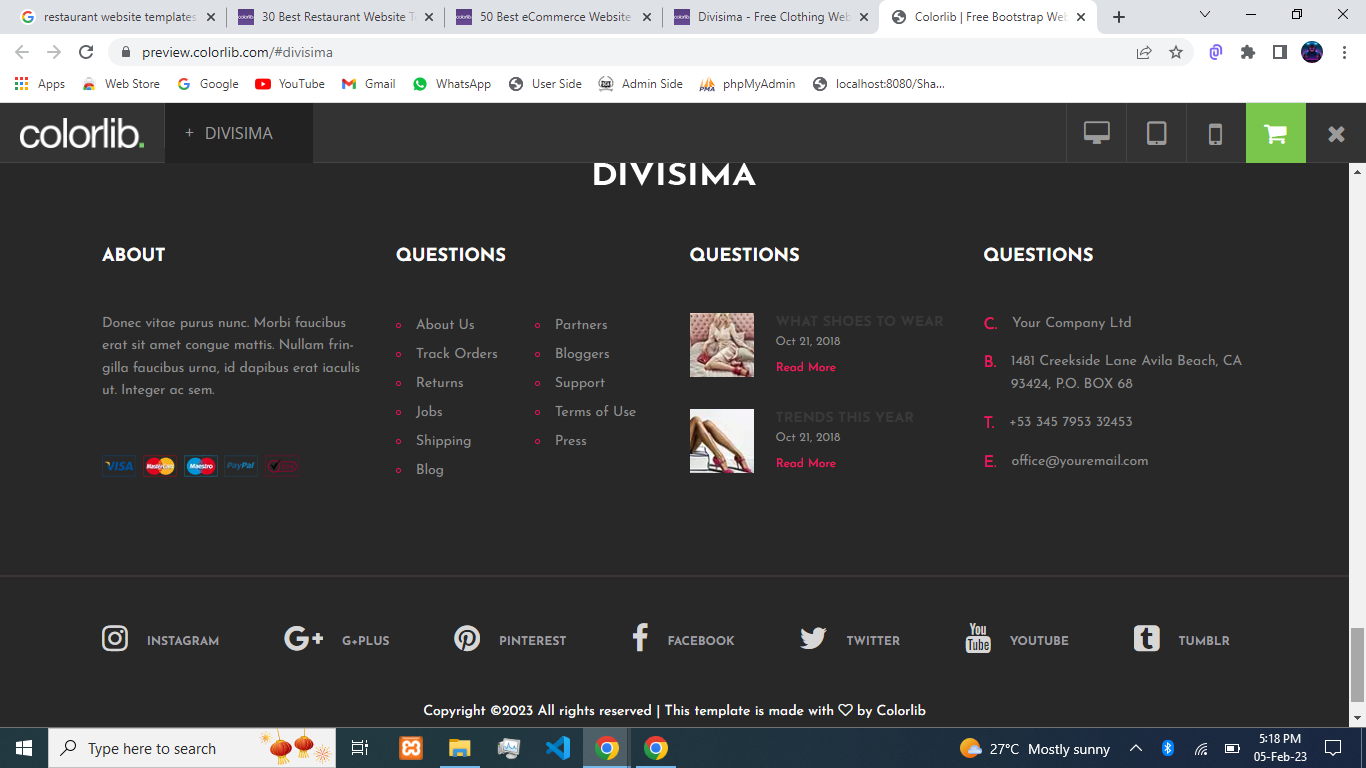 restaurant website templates
30 Best Restaurant Website T
50 Best eCommerce Website
Divisima - Free Clothing Web
Colorlib | Free Bootstrap Web
preview.colorlib.com/#divisima
Apps
Web Store
Google
YouTube
Gmail
WhatsApp
User Side
Admin Side
phpMyAdmin
localhost:8080/Sha...
colorlib.
+ DIVISIMA
DIVISIMA
ABOUT
Donec vitae purus nunc. Morbi faucibus
erat sit amet congue mattis. Nullam frin-
gilla faucibus urna, id dapibus erat iaculis
ut. Integer ac sem.
VISA
MasterCard
Maestro
PayPal
QUESTIONS
About Us
Track Orders
Returns
Jobs
Shipping
Blog
Partners
Bloggers
Support
Terms of Use
Press
QUESTIONS
WHAT SHOES TO WEAR
Oct 21, 2018
Read More
TRENDS THIS YEAR
Oct 21, 2018
Read More
QUESTIONS
C. Your Company Ltd
B. 1481 Creekside Lane Avila Beach, CA
93424, P.O. BOX 68
T. +53 345 7953 32453
E. office@youremail.com
INSTAGRAM
G+ G+PLUS
PINTEREST
FACEBOOK
TWITTER
You Tube YOUTUBE
TUMBLR
Copyright ©2023 All rights reserved | This template is made with ♡ by Colorlib
Type here to search
27°C Mostly sunny
5:18 PM
05-Feb-23